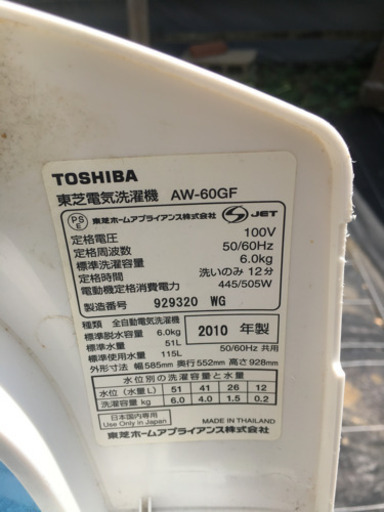 TOSHIBA
東芝電気洗濯機 AW-60GF
PS E 東芝ホームアプライアンス株式会社 S JET
定格電圧 100V
定格周波数 50/60Hz
標準洗濯容量 6.0kg
定格時間 洗いのみ 12分
電動機定格消費電力 445/505W
製造番号 929320 WG
種類 全自動電気洗濯機
標準脱水容量 6.0kg
標準水量 51L
標準使用水量 115L
2010 年製
50/60Hz 共用
外形寸法 幅585mm 奥行552mm 高さ928mm
水位別の洗濯容量と水量
水位 (水量L) 51 41 26 12
洗濯容量 kg 6.0 4.0 1.5 0.2
日本国内専用
Use Only in Japan
MADE IN THAILAND
東芝ホームアプライアンス株式会社